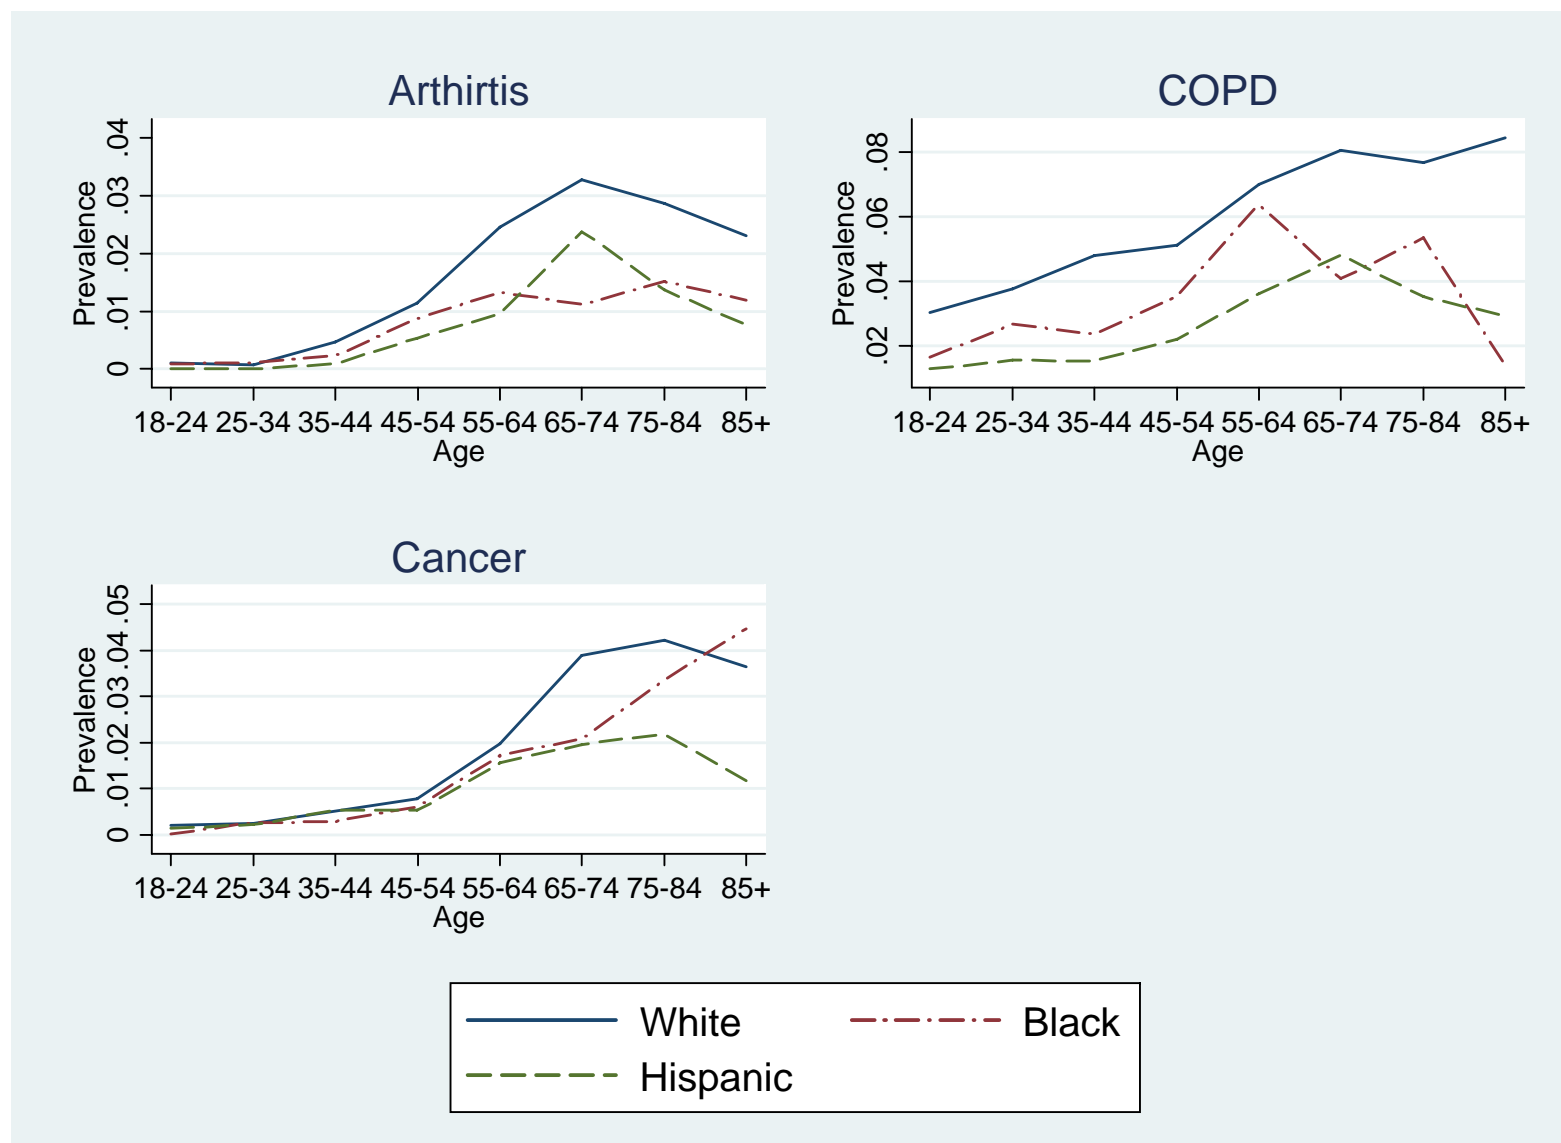 Arthirtis
Prevalence
0 .01 .02 .03 .04
18-24 25-34 35-44 45-54 55-64 65-74 75-84 85+
Age
COPD
Prevalence
.02 .04 .06 .08
18-24 25-34 35-44 45-54 55-64 65-74 75-84 85+
Age
Cancer
Prevalence
0 .01 .02 .03 .04 .05
18-24 25-34 35-44 45-54 55-64 65-74 75-84 85+
Age
White Black
Hispanic